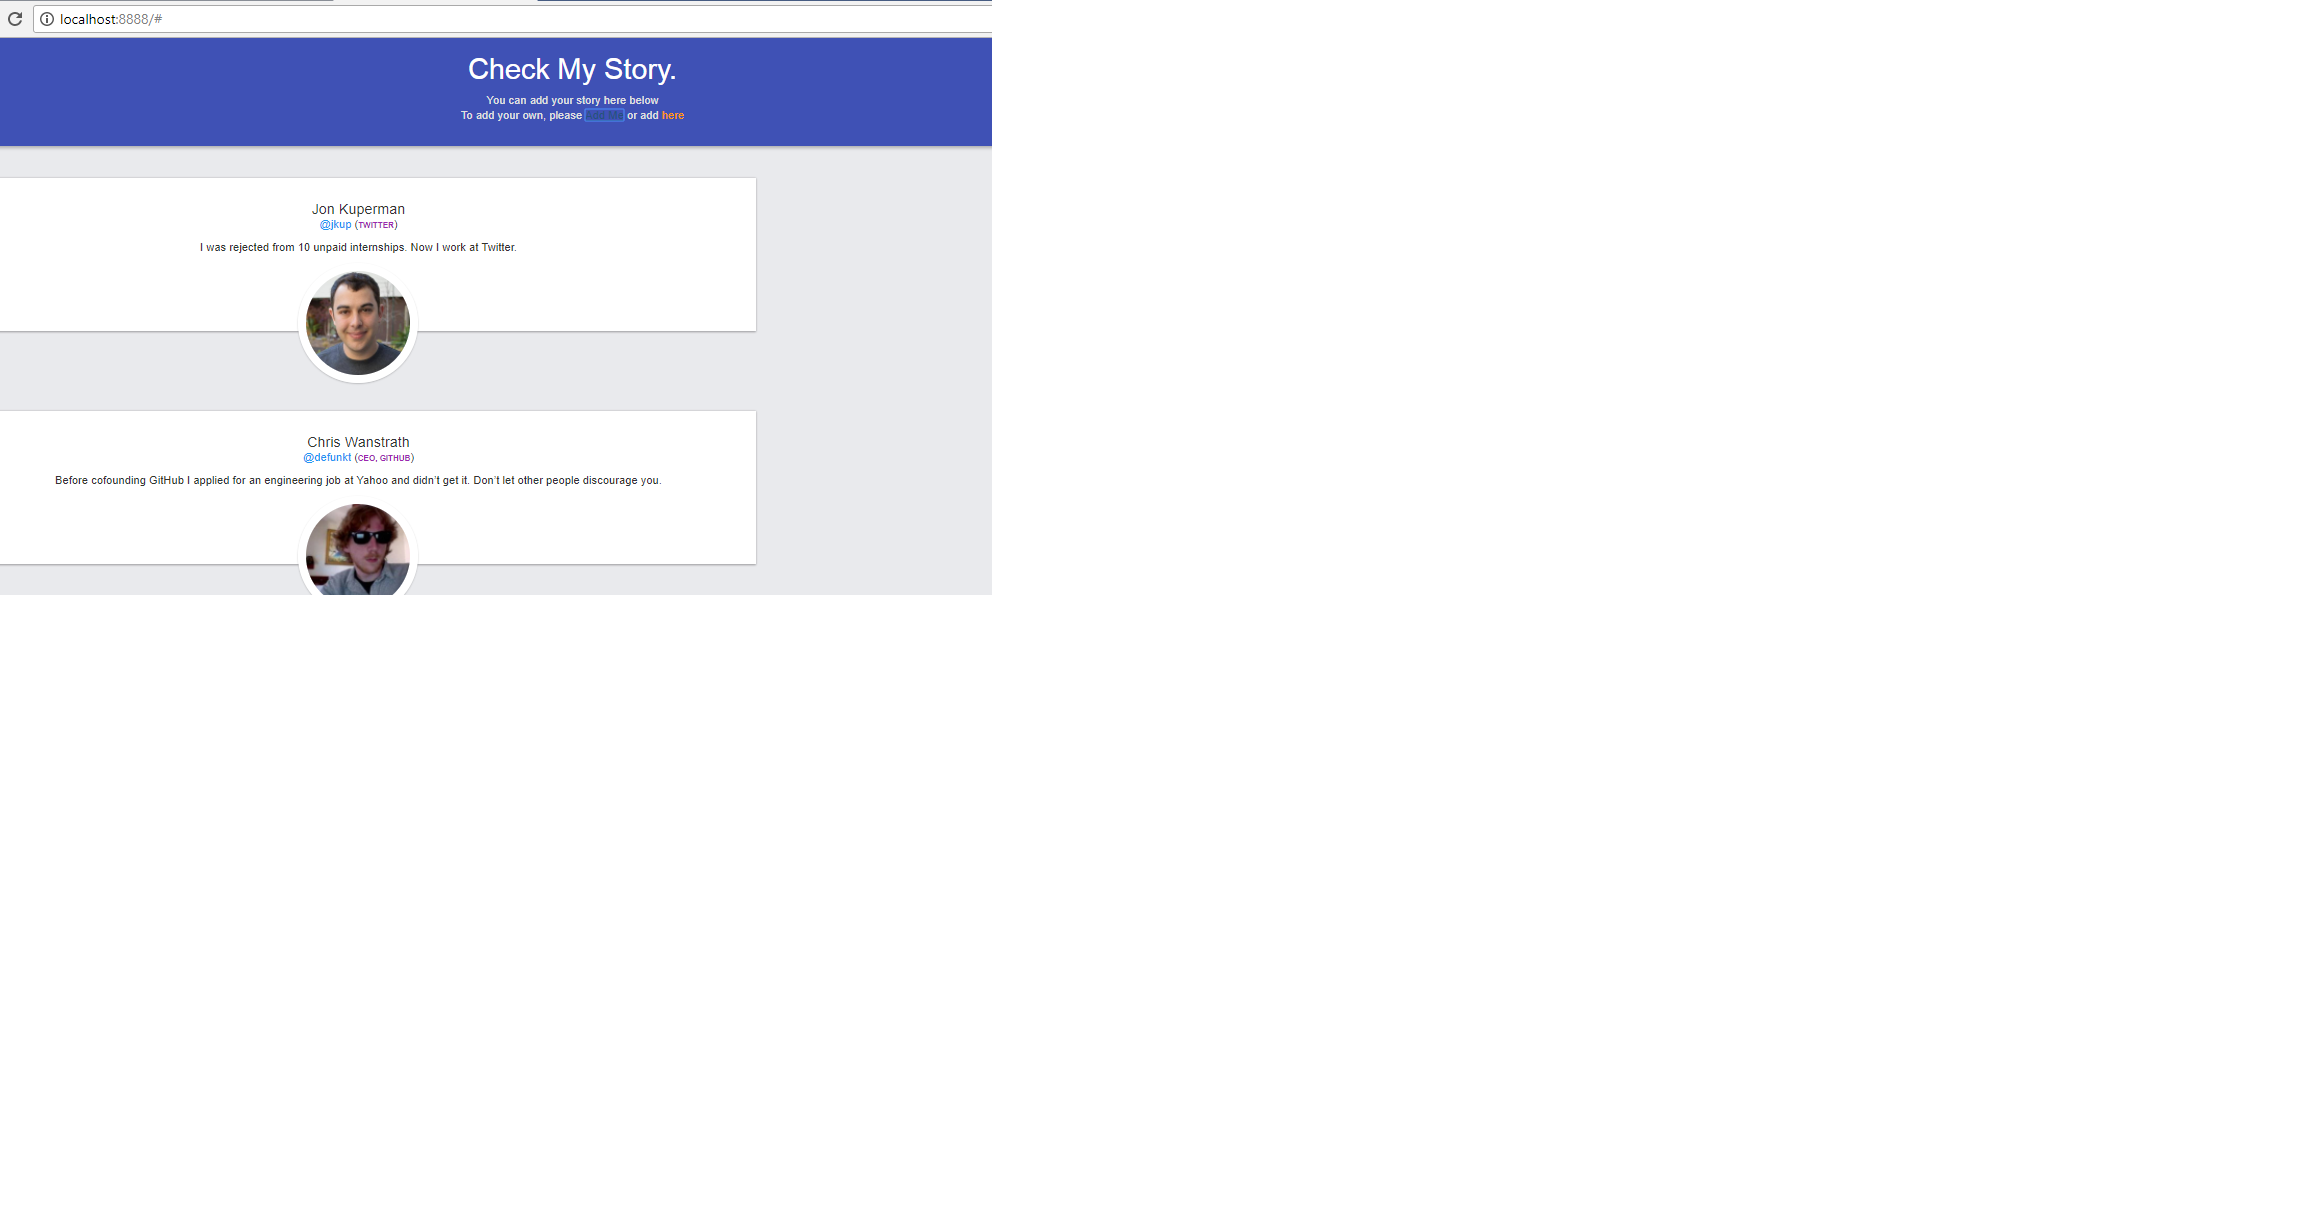 localhost:8888/#
Check My Story.
You can add your story here below
To add your own, please Add Me or add here
Jon Kuperman
@jkup (TWITTER)
I was rejected from 10 unpaid internships. Now I work at Twitter.
Chris Wanstrath
@defunkt (CEO, GITHUB)
Before cofounding GitHub I applied for an engineering job at Yahoo and didn't get it. Don't let other people discourage you.